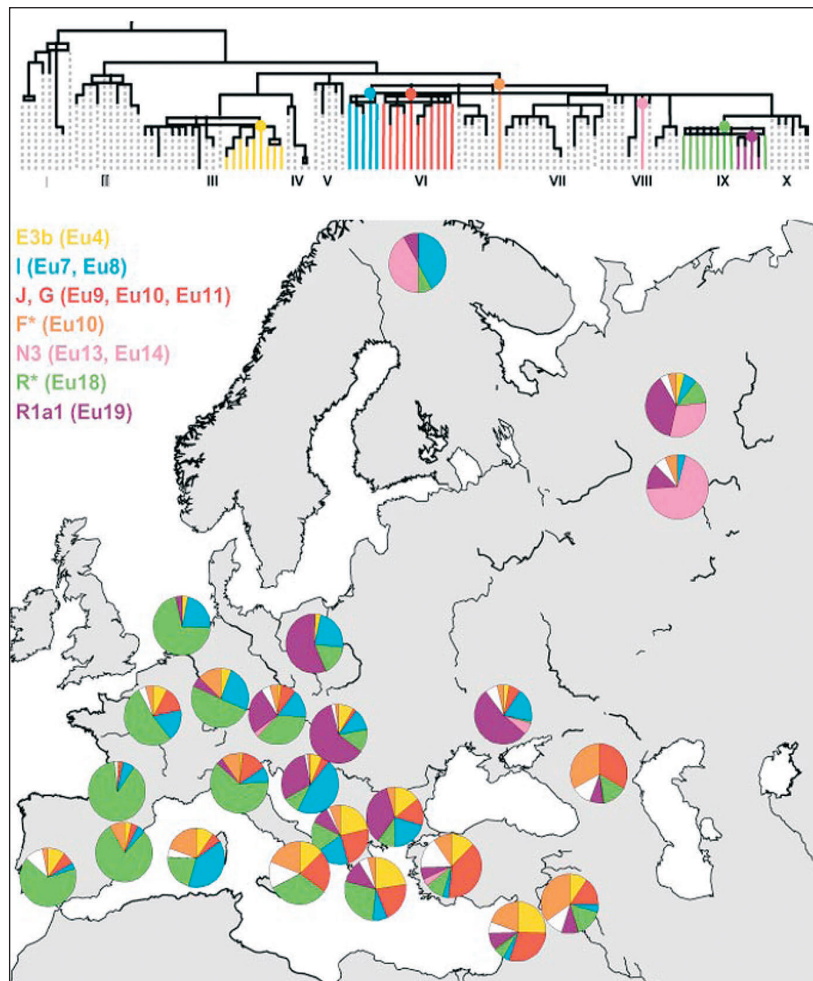 I II III IV V VI VII VIII IX X
E3b (Eu4)
I (Eu7, Eu8)
J, G (Eu9, Eu10, Eu11)
F* (Eu10)
N3 (Eu13, Eu14)
R* (Eu18)
R1a1 (Eu19)